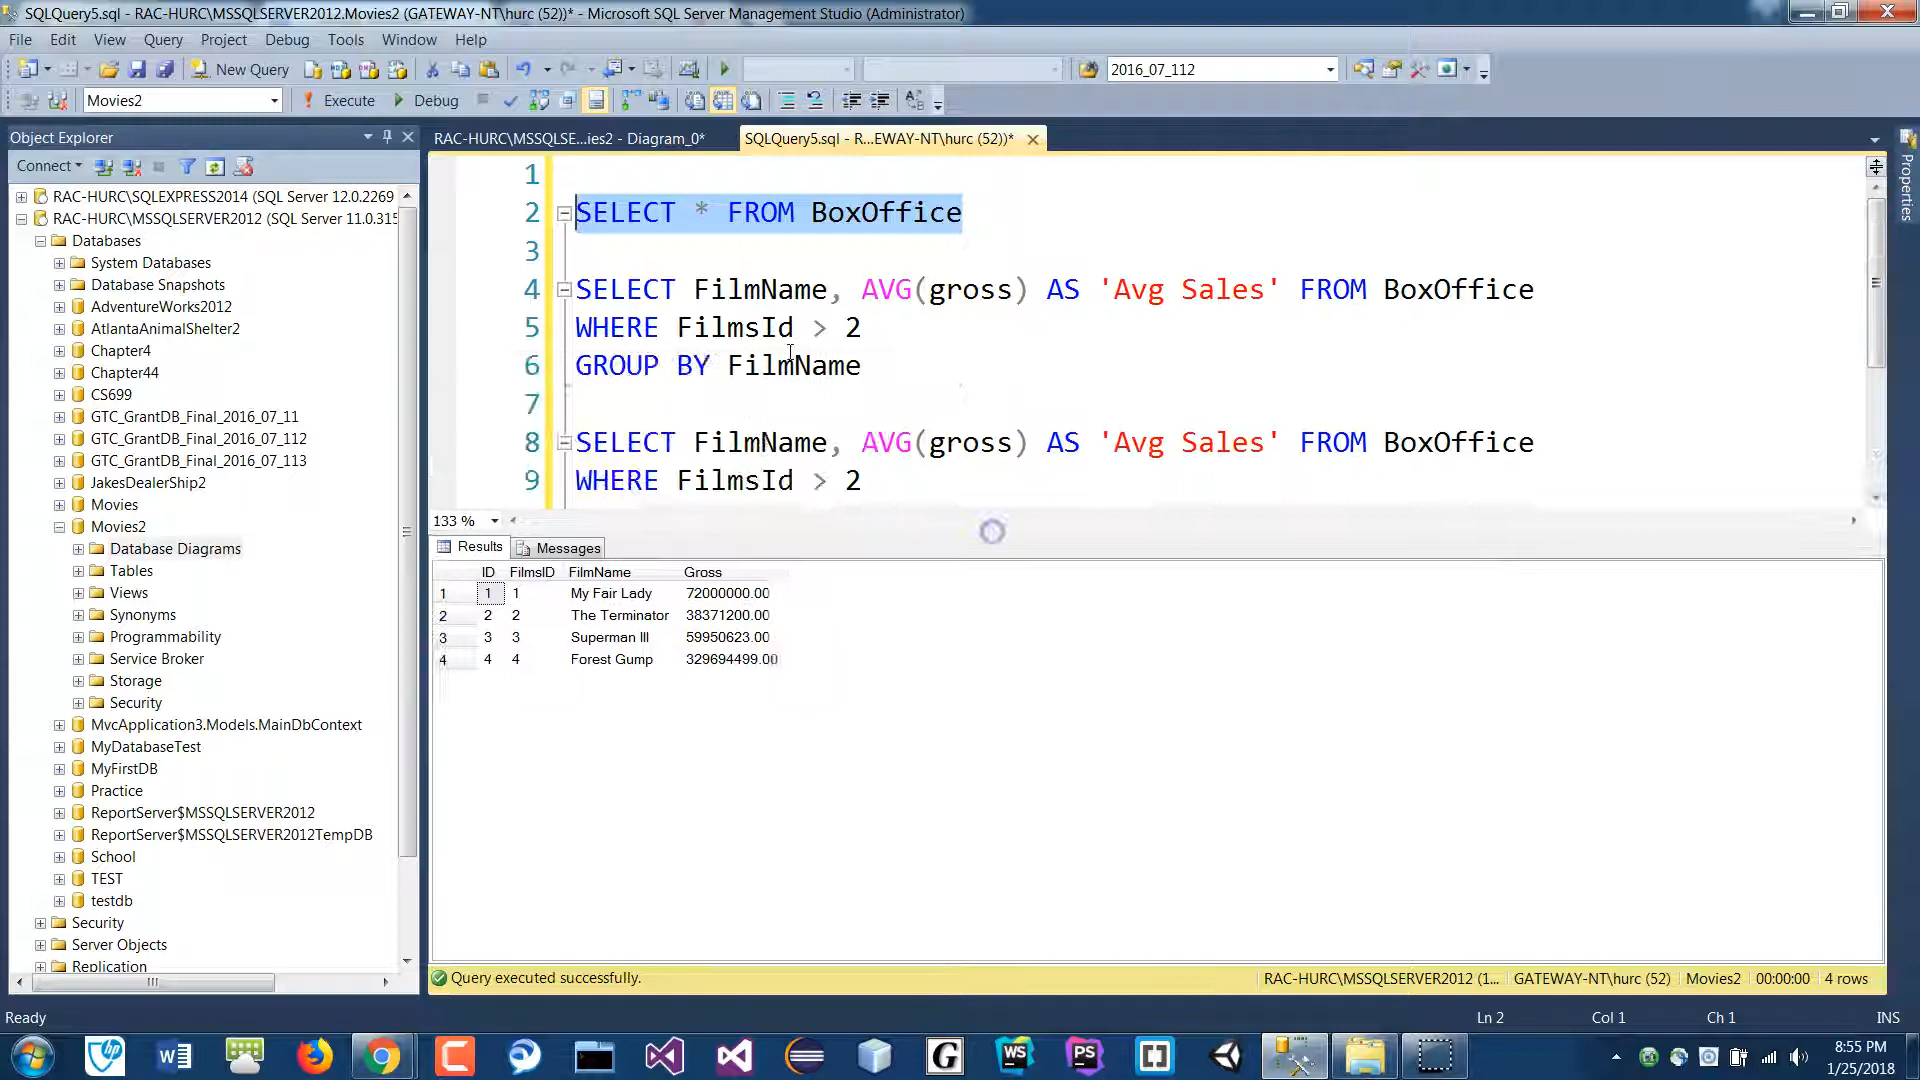 SQLQuery5.sql - RAC-HURC\MSSQLSERVER2012.Movies2 (GATEWAY-NT\hurc (52))* - Microsoft SQL Server Management Studio (Administrator)
File Edit View Query Project Debug Tools Window Help
New Query 2016_07_112
Movies2 Execute Debug
Object Explorer
RAC-HURC\MSSQLSE...ies2 - Diagram_0* SQLQuery5.sql - R...EWAY-NT\hurc (52))*
Connect
RAC-HURC\SQLEXPRESS2014 (SQL Server 12.0.2269
RAC-HURC\MSSQLSERVER2012 (SQL Server 11.0.315
Databases
System Databases
Database Snapshots
AdventureWorks2012
AtlantaAnimalShelter2
Chapter4
Chapter44
CS699
GTC_GrantDB_Final_2016_07_11
GTC_GrantDB_Final_2016_07_112
GTC_GrantDB_Final_2016_07_113
JakesDealerShip2
Movies
Movies2
Database Diagrams
Tables
Views
Synonyms
Programmability
Service Broker
Storage
Security
MvcApplication3.Models.MainDbContext
MyDatabaseTest
MyFirstDB
Practice
ReportServer$MSSQLSERVER2012
ReportServer$MSSQLSERVER2012TempDB
School
TEST
testdb
Security
Server Objects
Replication
1
2 SELECT * FROM BoxOffice
3
4 SELECT FilmName, AVG(gross) AS 'Avg Sales' FROM BoxOffice
5 WHERE FilmsId > 2
6 GROUP BY FilmName
7
8 SELECT FilmName, AVG(gross) AS 'Avg Sales' FROM BoxOffice
9 WHERE FilmsId > 2
133 %
Results Messages
ID FilmsID FilmName Gross
1 1 1 My Fair Lady 72000000.00
2 2 2 The Terminator 38371200.00
3 3 3 Superman III 59950623.00
4 4 4 Forest Gump 329694499.00
Query executed successfully. RAC-HURC\MSSQLSERVER2012 (1... GATEWAY-NT\hurc (52) Movies2 00:00:00 4 rows
Properties
Ready Ln 2 Col 1 Ch 1 INS
hp W G WS PS
8:55 PM
1/25/2018